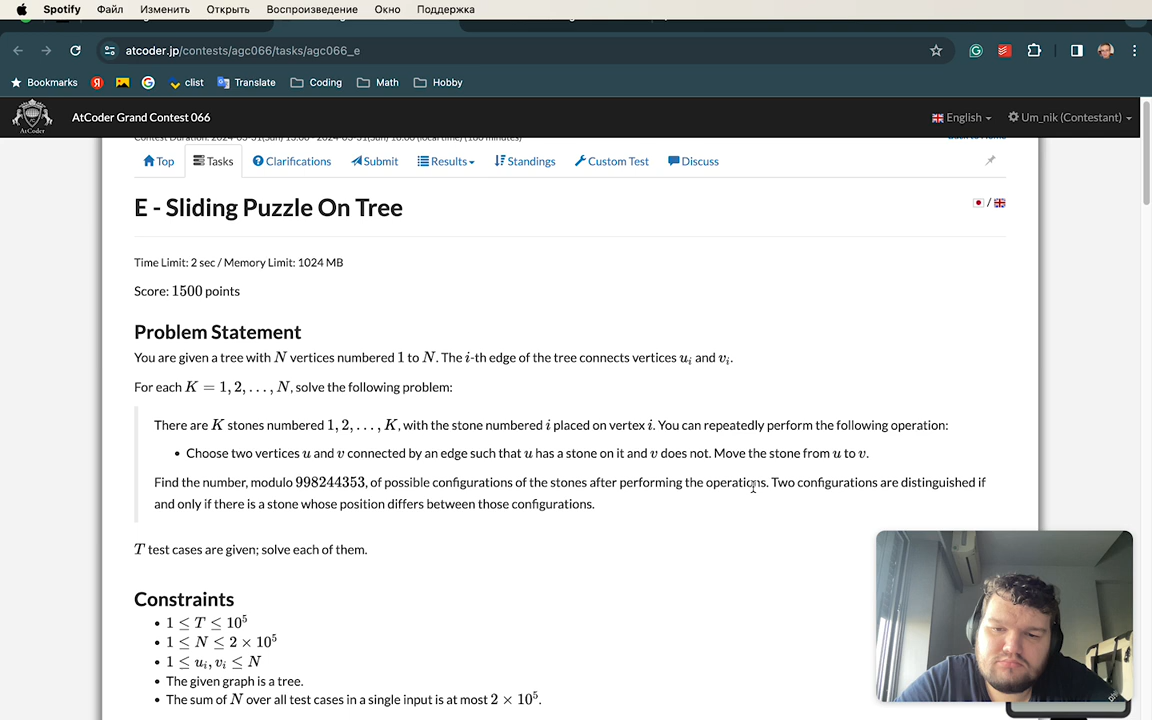 Spotify Файл Изменить Открыть Воспроизведение Окно Поддержка
atcoder.jp/contests/agc066/tasks/agc066_e
Bookmarks Я clist Translate Coding Math Hobby
AtCoder Grand Contest 066 English Um_nik (Contestant)
Top Tasks Clarifications Submit Results Standings Custom Test Discuss
E - Sliding Puzzle On Tree
/
Time Limit: 2 sec / Memory Limit: 1024 MB
Score: 1500 points
Problem Statement
You are given a tree with N vertices numbered 1 to N. The i-th edge of the tree connects vertices u_i and v_i.
For each K = 1, 2, . . . , N, solve the following problem:
There are K stones numbered 1, 2, . . . , K, with the stone numbered i placed on vertex i. You can repeatedly perform the following operation:
• Choose two vertices u and v connected by an edge such that u has a stone on it and v does not. Move the stone from u to v.
Find the number, modulo 998244353, of possible configurations of the stones after performing the operations. Two configurations are distinguished if
and only if there is a stone whose position differs between those configurations.
T test cases are given; solve each of them.
Constraints
• 1 ≤ T ≤ 10^5
• 1 ≤ N ≤ 2 × 10^5
• 1 ≤ u_i, v_i ≤ N
• The given graph is a tree.
• The sum of N over all test cases in a single input is at most 2 × 10^5.